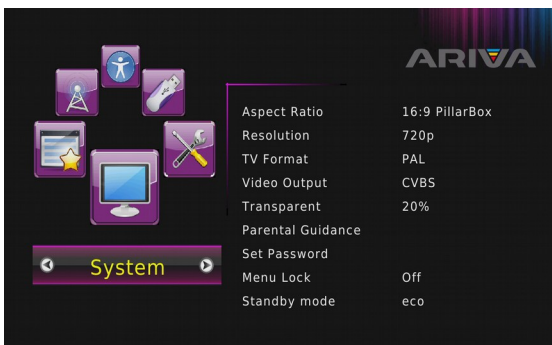 ARIVA
Aspect Ratio 16:9 PillarBox
Resolution 720p
TV Format PAL
Video Output CVBS
Transparent 20%
Parental Guidance
Set Password
Menu Lock Off
Standby mode eco
System